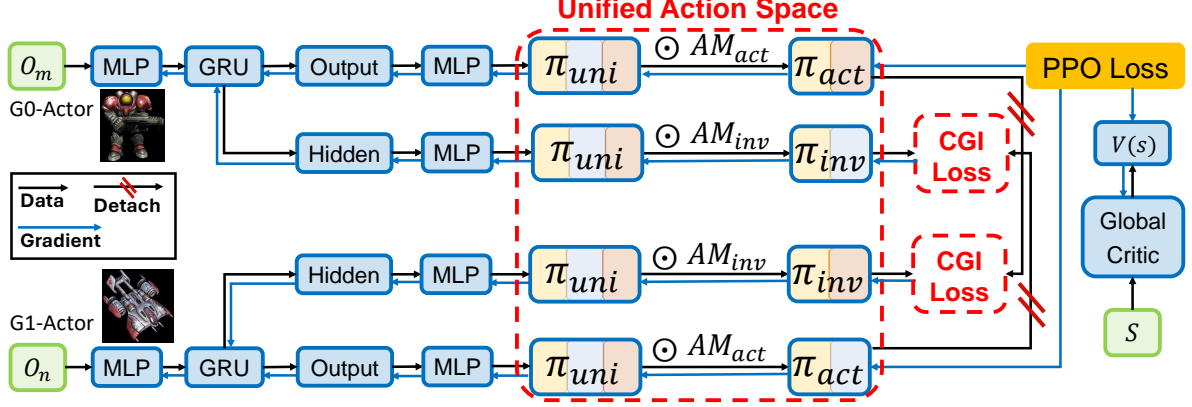 Unified Action Space
O_m MLP GRU Output MLP π_uni ⊙ AM_act π_act PPO Loss
G0-Actor
Hidden MLP π_uni ⊙ AM_inv π_inv CGI Loss V(s)
Data Detach
Gradient
Global Critic
Hidden MLP π_uni ⊙ AM_inv π_inv CGI Loss
G1-Actor
O_n MLP GRU Output MLP π_uni ⊙ AM_act π_act S